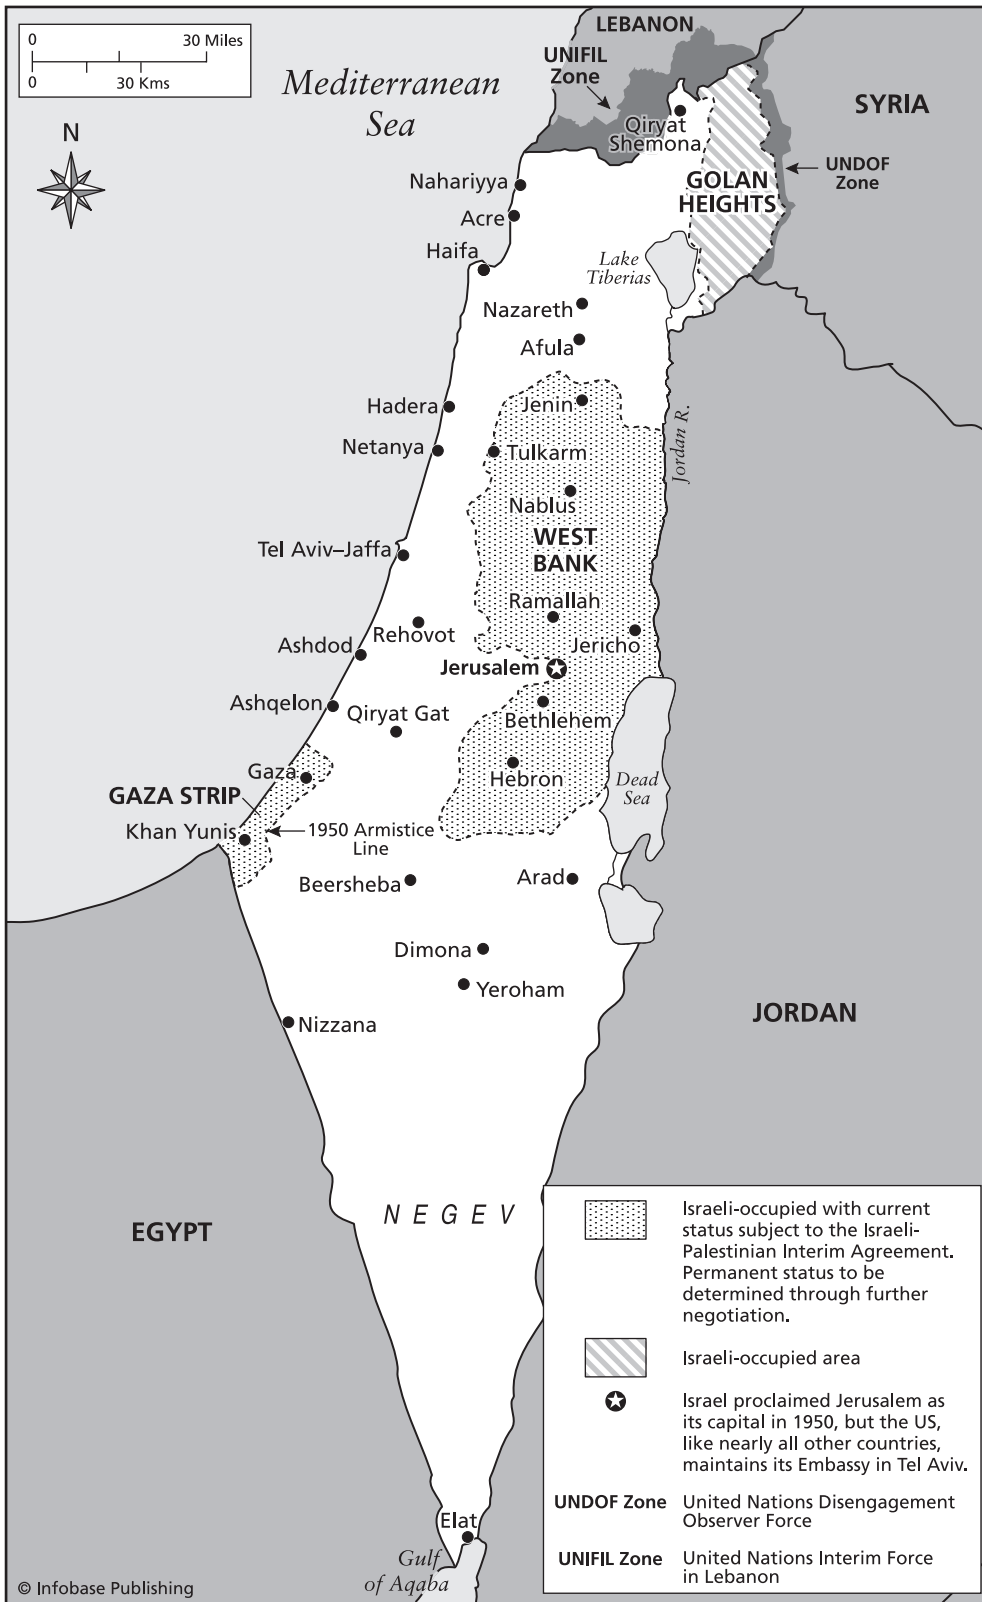 0 30 Miles
0 30 Kms
N
Mediterranean
Sea
LEBANON
UNIFIL
Zone
SYRIA
Qiryat
Shemona
UNDOF
Zone
GOLAN
HEIGHTS
Nahariyya
Acre
Haifa
Lake
Tiberias
Nazareth
Afula
Jenin
Hadera
Jordan R.
Netanya
Tulkarm
Nablus
WEST
BANK
Tel Aviv–Jaffa
Ramallah
Rehovot
Jericho
Ashdod
Jerusalem
Ashqelon
Qiryat Gat
Bethlehem
Gaza
Hebron
Dead
Sea
GAZA STRIP
Khan Yunis
1950 Armistice
Line
Beersheba
Arad
Dimona
Yeroham
Nizzana
JORDAN
NEGEV
EGYPT
Israeli-occupied with current
status subject to the Israeli-
Palestinian Interim Agreement.
Permanent status to be
determined through further
negotiation.
Israeli-occupied area
Israel proclaimed Jerusalem as
its capital in 1950, but the US,
like nearly all other countries,
maintains its Embassy in Tel Aviv.
UNDOF Zone United Nations Disengagement
Observer Force
UNIFIL Zone United Nations Interim Force
in Lebanon
Elat
Gulf
of Aqaba
© Infobase Publishing